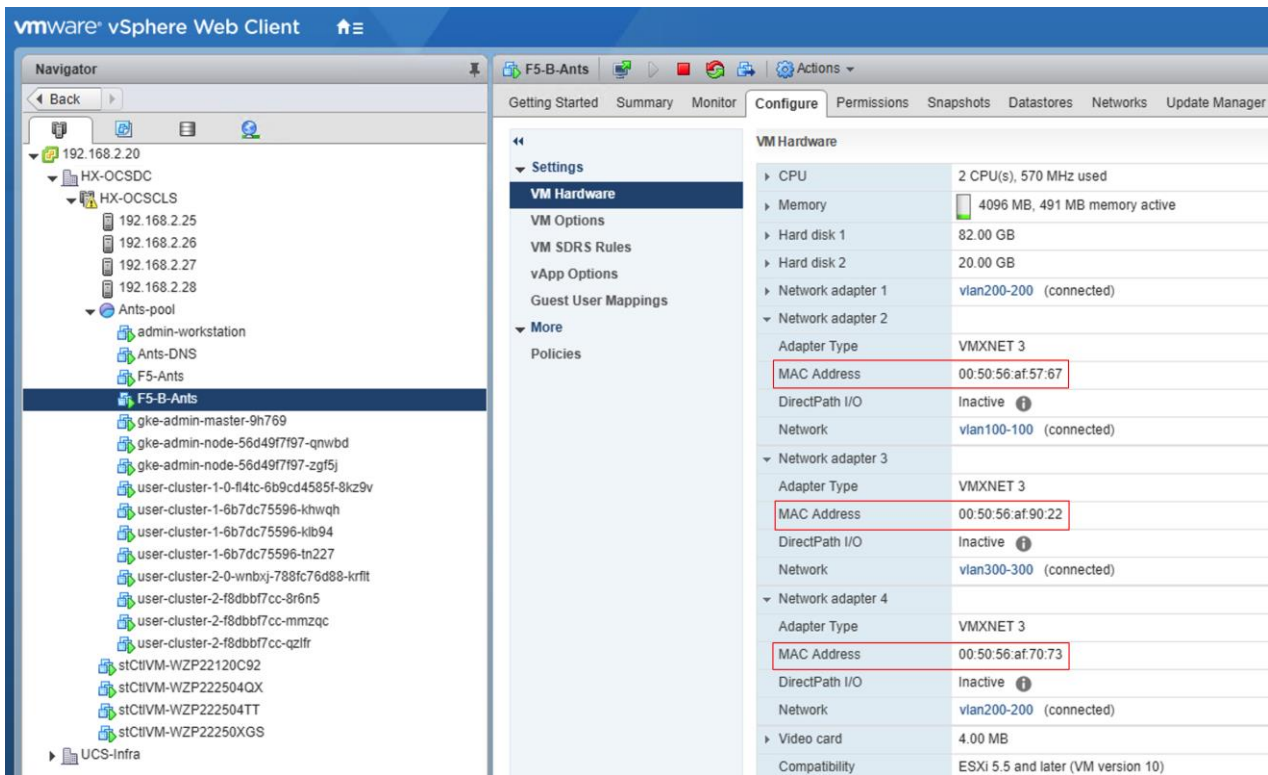 vmware® vSphere Web Client
Navigator
Back
192.168.2.20
HX-OCSDC
HX-OCSCLS
192.168.2.25
192.168.2.26
192.168.2.27
192.168.2.28
Ants-pool
admin-workstation
Ants-DNS
F5-Ants
F5-B-Ants
gke-admin-master-9h769
gke-admin-node-56d49f7f97-qnwbd
gke-admin-node-56d49f7f97-zgf5j
user-cluster-1-0-fl4tc-6b9cd4585f-8kz9v
user-cluster-1-6b7dc75596-khwqh
user-cluster-1-6b7dc75596-klb94
user-cluster-1-6b7dc75596-tn227
user-cluster-2-0-wnbxj-788fc76d88-krflt
user-cluster-2-f8dbbf7cc-8r6n5
user-cluster-2-f8dbbf7cc-mmzqc
user-cluster-2-f8dbbf7cc-qzlfr
stCtlVM-WZP22120C92
stCtlVM-WZP222504QX
stCtlVM-WZP222504TT
stCtlVM-WZP22250XGS
UCS-Infra
F5-B-Ants Actions
Getting Started Summary Monitor Configure Permissions Snapshots Datastores Networks Update Manager
Settings
VM Hardware
VM Options
VM SDRS Rules
vApp Options
Guest User Mappings
More
Policies
VM Hardware
CPU 2 CPU(s), 570 MHz used
Memory 4096 MB, 491 MB memory active
Hard disk 1 82.00 GB
Hard disk 2 20.00 GB
Network adapter 1 vlan200-200 (connected)
Network adapter 2
Adapter Type VMXNET 3
MAC Address 00:50:56:af:57:67
DirectPath I/O Inactive
Network vlan100-100 (connected)
Network adapter 3
Adapter Type VMXNET 3
MAC Address 00:50:56:af:90:22
DirectPath I/O Inactive
Network vlan300-300 (connected)
Network adapter 4
Adapter Type VMXNET 3
MAC Address 00:50:56:af:70:73
DirectPath I/O Inactive
Network vlan200-200 (connected)
Video card 4.00 MB
Compatibility ESXi 5.5 and later (VM version 10)